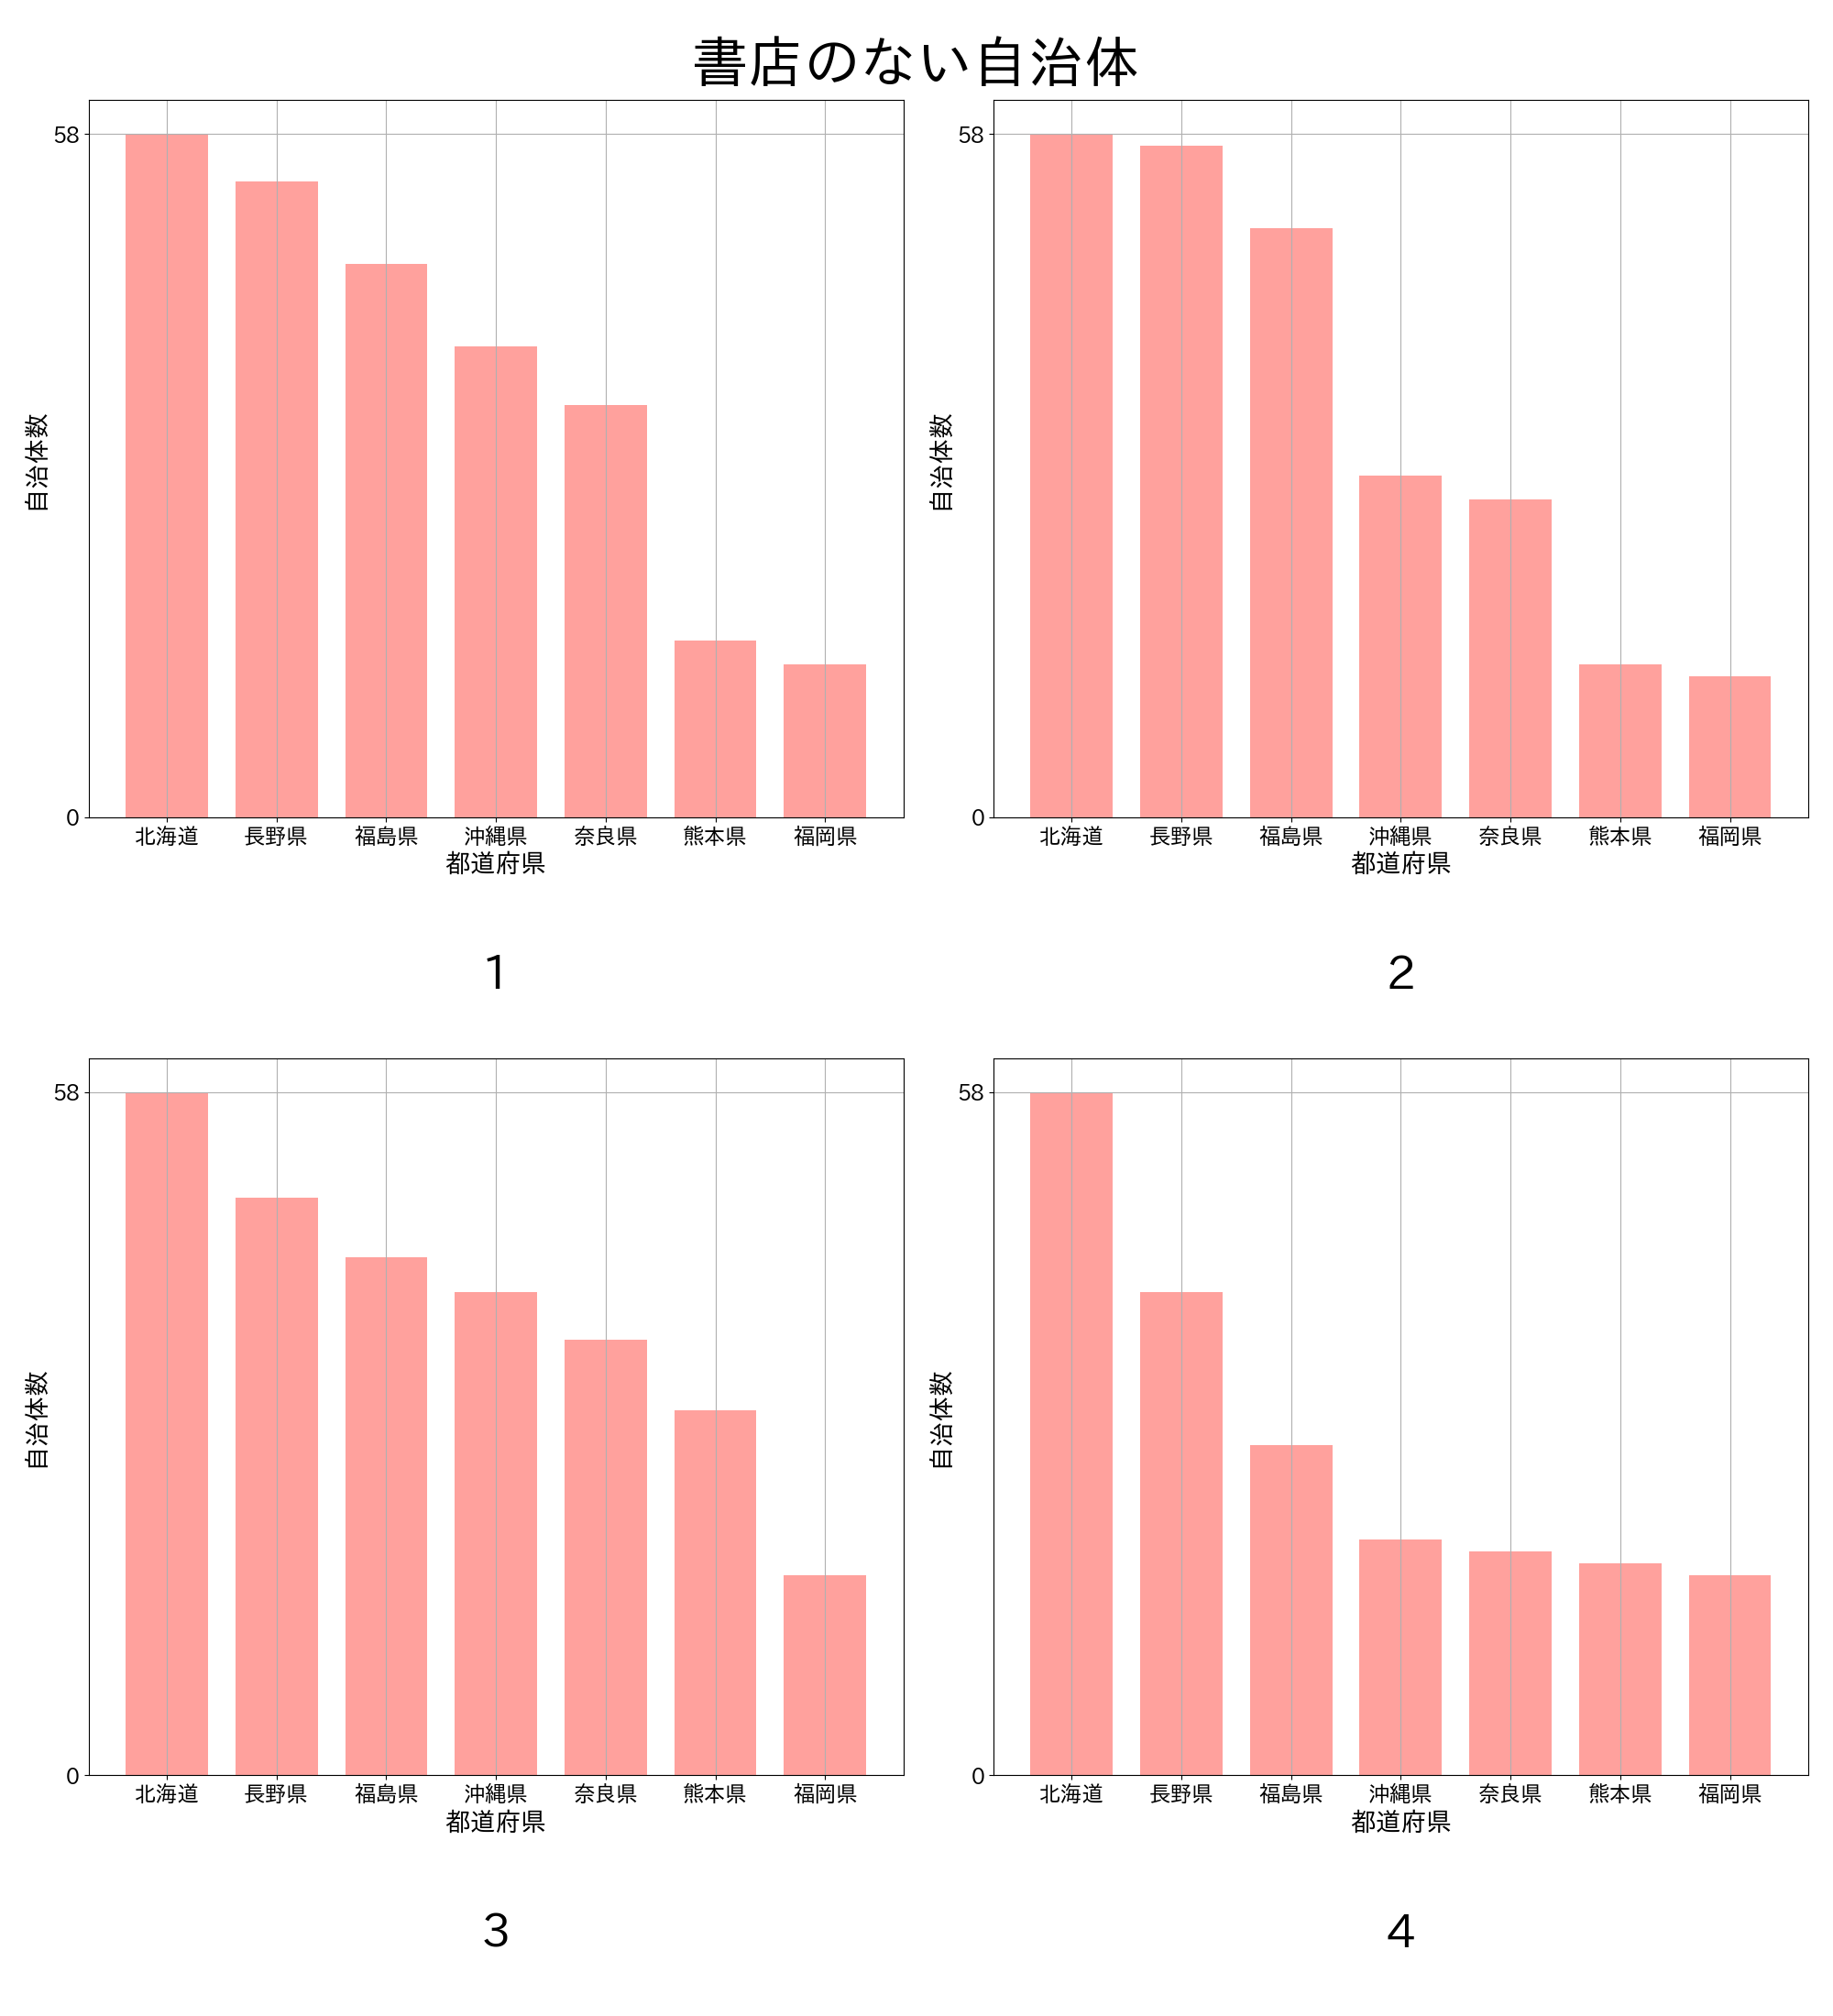 書店のない自治体
58
0
自治体数
北海道 長野県 福島県 沖縄県 奈良県 熊本県 福岡県
都道府県
1
58
0
自治体数
北海道 長野県 福島県 沖縄県 奈良県 熊本県 福岡県
都道府県
2
58
0
自治体数
北海道 長野県 福島県 沖縄県 奈良県 熊本県 福岡県
都道府県
3
58
0
自治体数
北海道 長野県 福島県 沖縄県 奈良県 熊本県 福岡県
都道府県
4